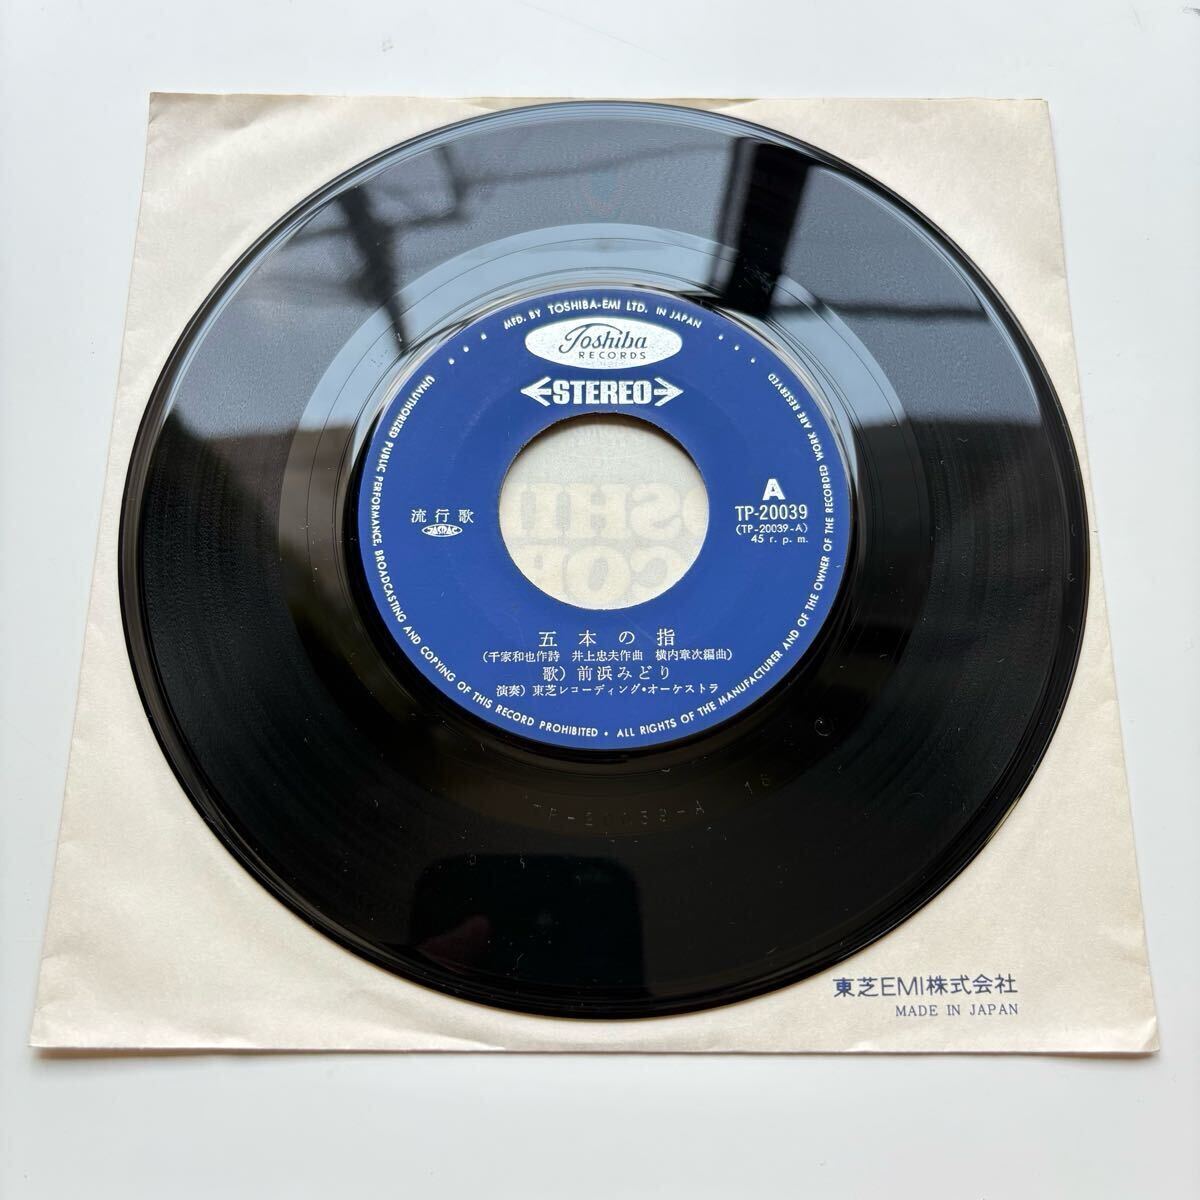 MFD. BY TOSHIBA-EMI LTD. IN JAPAN
Toshiba
RECORDS
STEREO
A
TP-20039
(TP-20039-A)
45 r.p.m.
流行歌
JASRAC
五本の指
(千家和也作詩 井上忠夫作曲 横内章次編曲)
歌) 前浜みどり
演奏) 東芝レコーディング・オーケストラ
UNAUTHORIZED PUBLIC PERFORMANCE, BROADCASTING AND COPYING OF THIS RECORD PROHIBITED • ALL RIGHTS OF THE MANUFACTURER AND OF THE OWNER OF THE RECORDED WORK ARE RESERVED
TP-20039-A 16
東芝EMI株式会社
MADE IN JAPAN